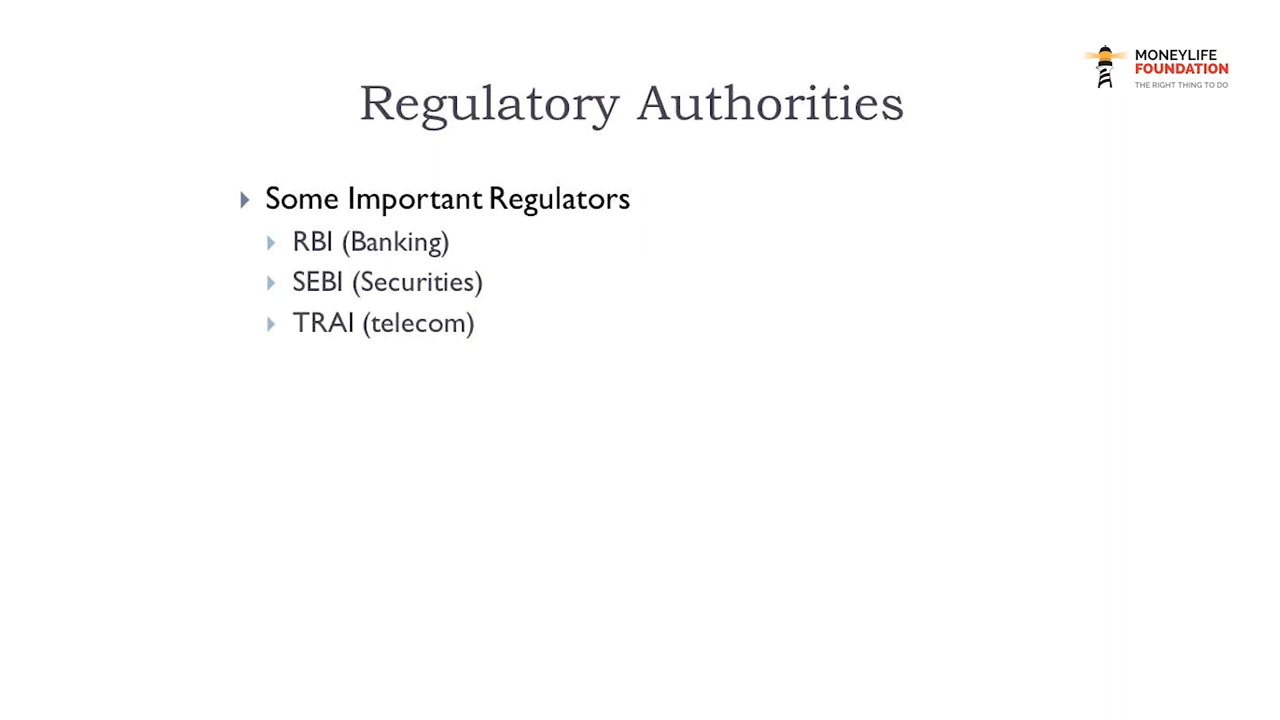 MONEYLIFE
FOUNDATION
THE RIGHT THING TO DO
Regulatory Authorities
Some Important Regulators
RBI (Banking)
SEBI (Securities)
TRAI (telecom)